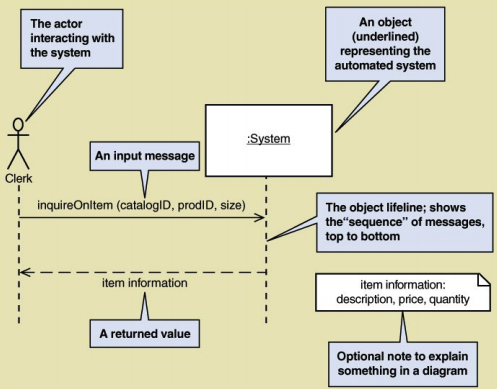 The actor
interacting with
the system
An object
(underlined)
representing the
automated system
:System
An input message
Clerk
inquireOnItem (catalogID, prodID, size)
The object lifeline; shows
the“sequence” of messages,
top to bottom
item information
item information:
description, price, quantity
A returned value
Optional note to explain
something in a diagram